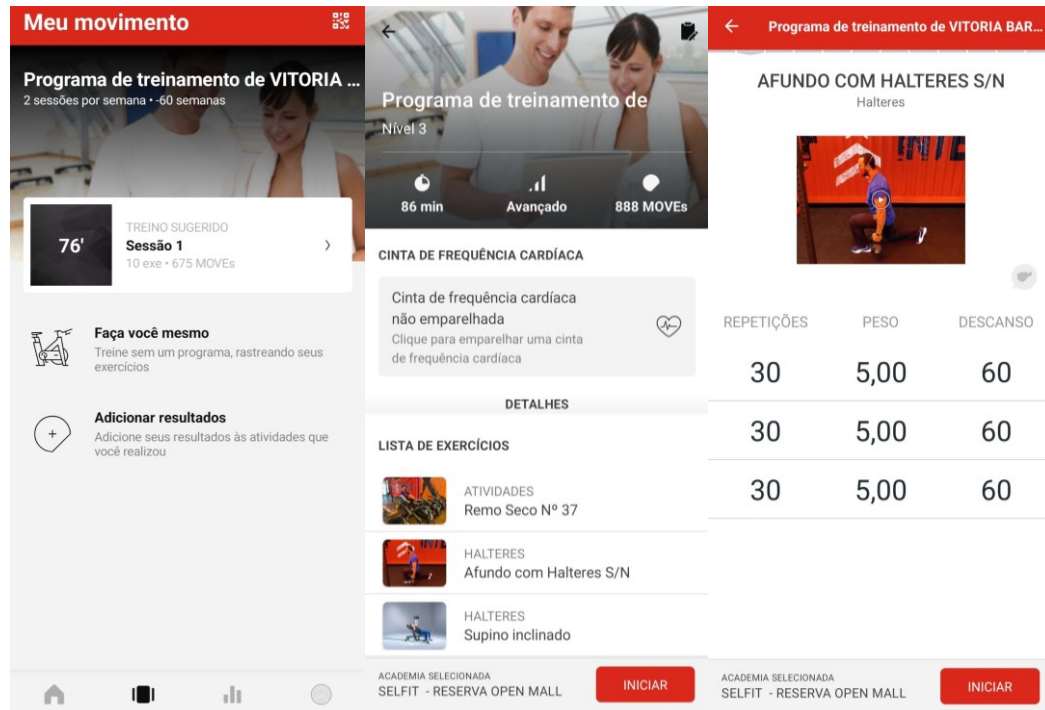 Meu movimento
Programa de treinamento de VITORIA ...
2 sessões por semana • -60 semanas
76'
TREINO SUGERIDO
Sessão 1
10 exe • 675 MOVEs
Faça você mesmo
Treine sem um programa, rastreando seus
exercícios
Adicionar resultados
Adicione seus resultados às atividades que
você realizou
Programa de treinamento de
Nível 3
86 min
Avançado
888 MOVEs
CINTA DE FREQUÊNCIA CARDÍACA
Cinta de frequência cardíaca
não emparelhada
Clique para emparelhar uma cinta
de frequência cardíaca
DETALHES
LISTA DE EXERCÍCIOS
ATIVIDADES
Remo Seco Nº 37
HALTERES
Afundo com Halteres S/N
HALTERES
Supino inclinado
ACADEMIA SELECIONADA
SELFIT - RESERVA OPEN MALL
INICIAR
Programa de treinamento de VITORIA BAR...
AFUNDO COM HALTERES S/N
Halteres
REPETIÇÕES PESO DESCANSO
30 5,00 60
30 5,00 60
30 5,00 60
ACADEMIA SELECIONADA
SELFIT - RESERVA OPEN MALL
INICIAR